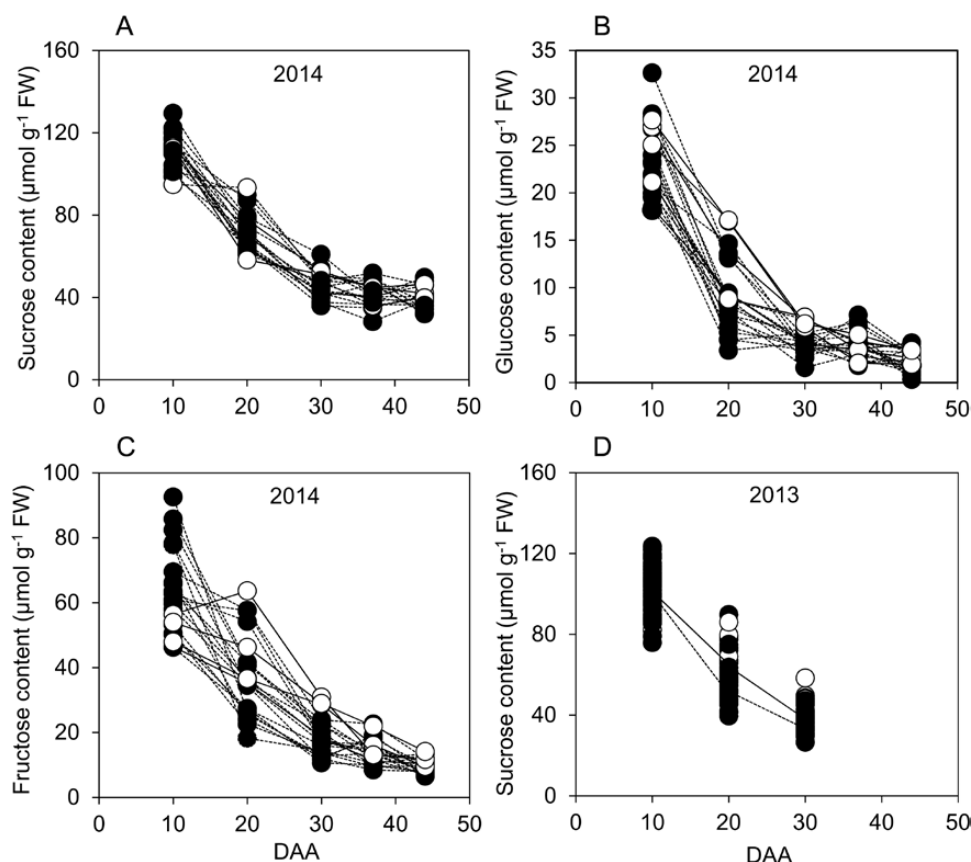 A
2014
Sucrose content (µmol g⁻¹ FW)
160
120
80
40
0
0 10 20 30 40 50
B
2014
Glucose content (µmol g⁻¹ FW)
35
30
25
20
15
10
5
0
0 10 20 30 40 50
C
2014
Fructose content (µmol g⁻¹ FW)
100
80
60
40
20
0
0 10 20 30 40 50
DAA
D
2013
Sucrose content (µmol g⁻¹ FW)
160
120
80
40
0
0 10 20 30 40 50
DAA